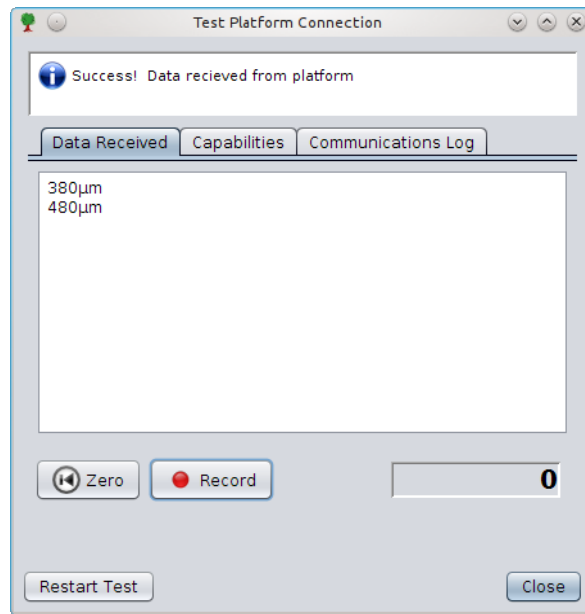 Test Platform Connection
Success! Data recieved from platform
Data Received Capabilities Communications Log
380µm
480µm
Zero Record 0
Restart Test Close